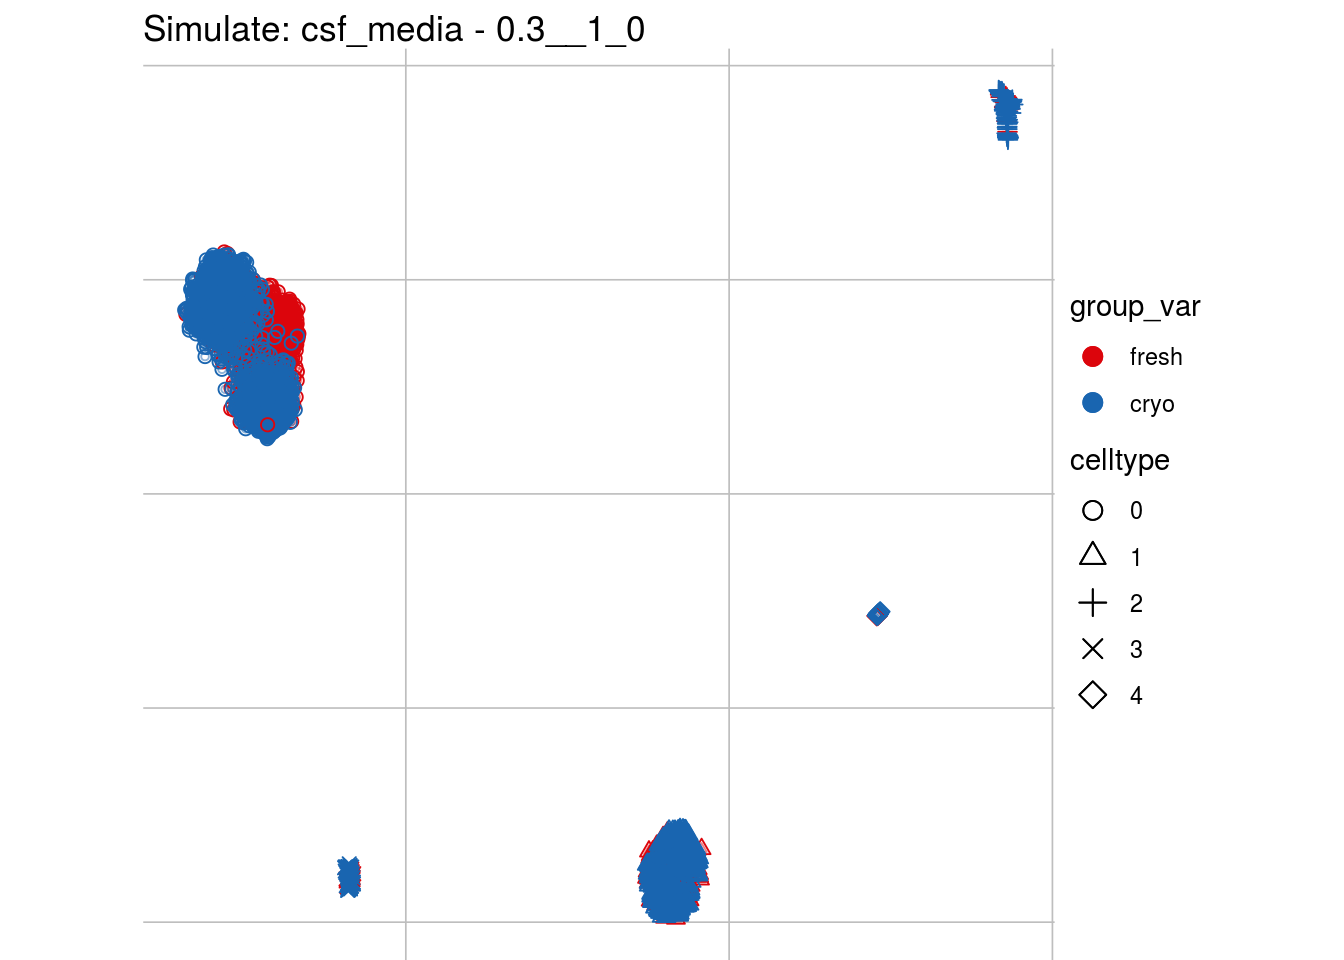 Simulate: csf_media - 0.3__1_0
group_var
fresh
cryo
celltype
0
1
2
3
4